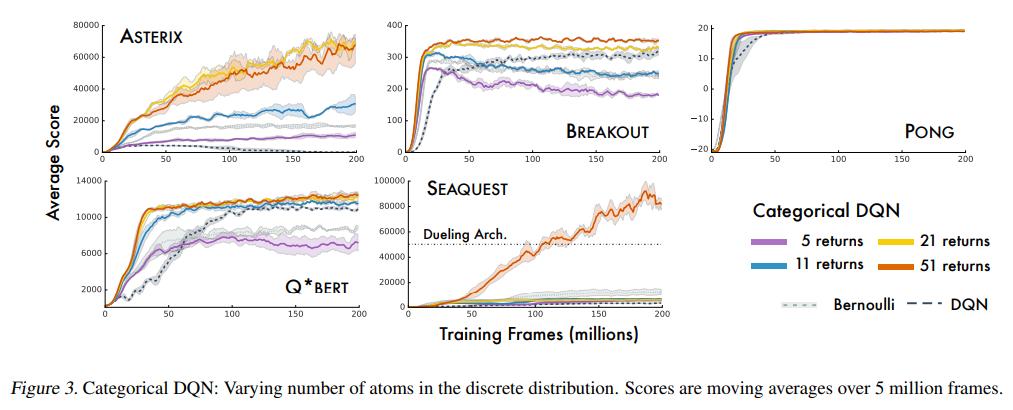 Average Score
ASTERIX
80000
60000
40000
20000
0
0 50 100 150 200
BREAKOUT
400
300
200
100
0
0 50 100 150 200
PONG
20
10
0
−10
−20
0 50 100 150 200
Q*BERT
14000
10000
6000
2000
0 50 100 150 200
SEAQUEST
100000
80000
60000
40000
20000
0
Dueling Arch.
0 50 100 150 200
Training Frames (millions)
Categorical DQN
5 returns 21 returns
11 returns 51 returns
Bernoulli DQN
Figure 3. Categorical DQN: Varying number of atoms in the discrete distribution. Scores are moving averages over 5 million frames.